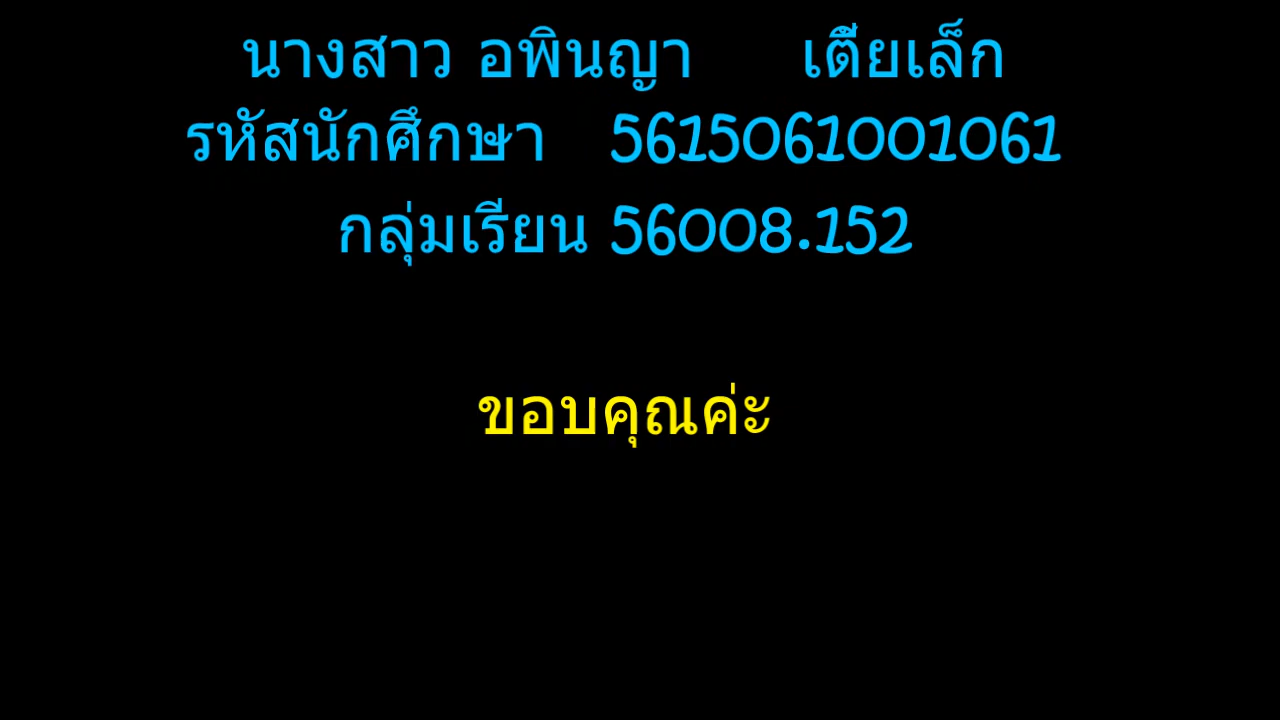 นางสาว อพินญา เตี่ยเล็ก
รหัสนักศึกษา 5615061001061
กลุ่มเรียน 56008.152
ขอบคุณค่ะ